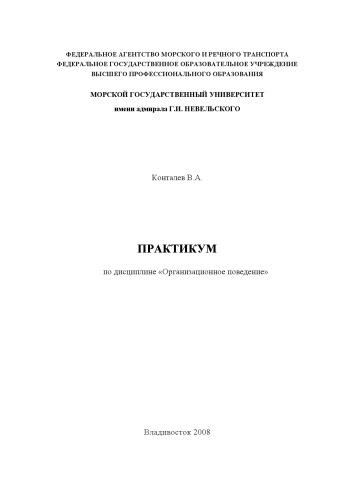 ФЕДЕРАЛЬНОЕ АГЕНТСТВО МОРСКОГО И РЕЧНОГО ТРАНСПОРТА
ФЕДЕРАЛЬНОЕ ГОСУДАРСТВЕННОЕ ОБРАЗОВАТЕЛЬНОЕ УЧРЕЖДЕНИЕ
ВЫСШЕГО ПРОФЕССИОНАЛЬНОГО ОБРАЗОВАНИЯ
МОРСКОЙ ГОСУДАРСТВЕННЫЙ УНИВЕРСИТЕТ
имени адмирала Г.И. НЕВЕЛЬСКОГО
Конталев В.А.
ПРАКТИКУМ
по дисциплине «Организационное поведение»
Владивосток 2008